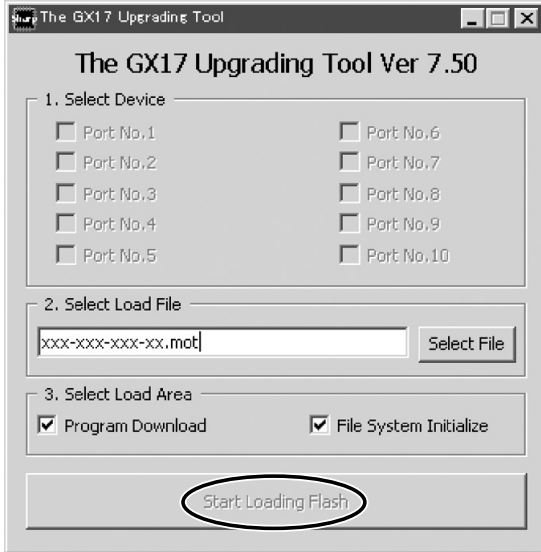 sharp The GX17 Upgrading Tool
The GX17 Upgrading Tool Ver 7.50
1. Select Device
Port No.1 Port No.6
Port No.2 Port No.7
Port No.3 Port No.8
Port No.4 Port No.9
Port No.5 Port No.10
2. Select Load File
xxx-xxx-xxx-xx.mot Select File
3. Select Load Area
Program Download File System Initialize
Start Loading Flash